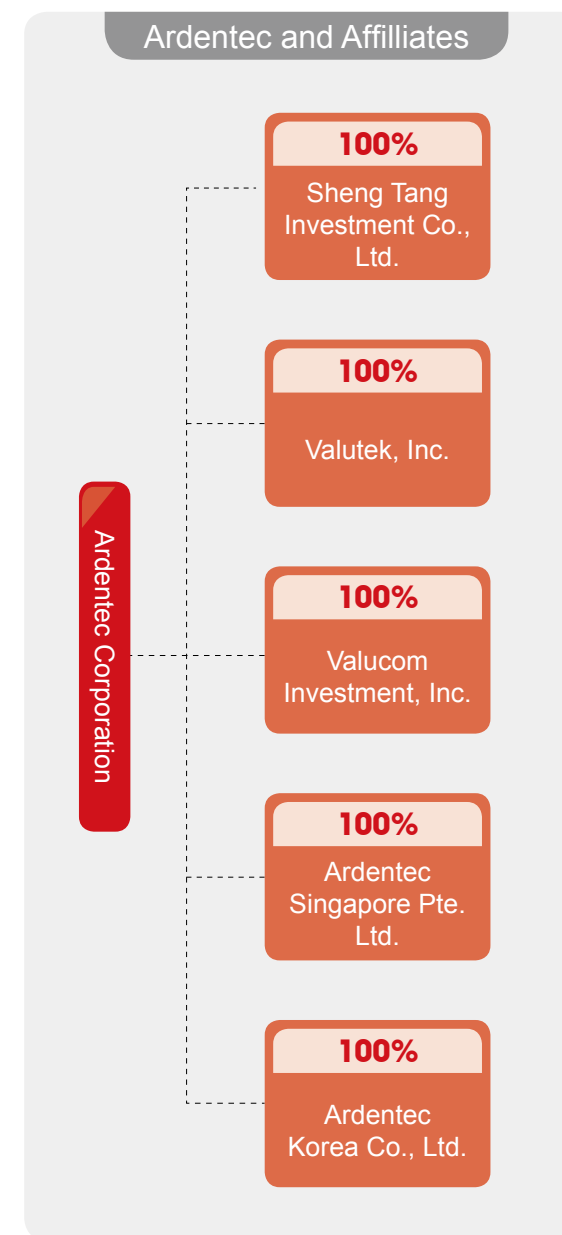 Ardentec and Affilliates
100%
Sheng Tang
Investment Co.,
Ltd.
100%
Valutek, Inc.
Ardentec Corporation
100%
Valucom
Investment, Inc.
100%
Ardentec
Singapore Pte.
Ltd.
100%
Ardentec
Korea Co., Ltd.